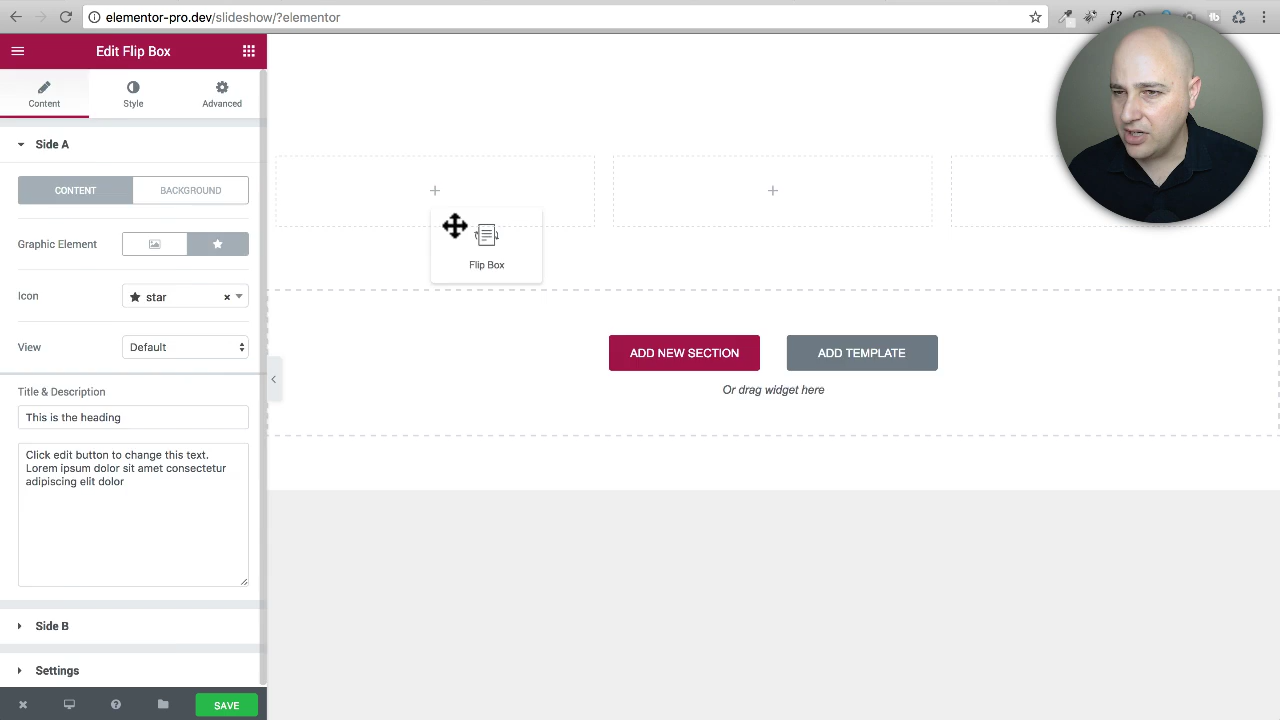 elementor-pro.dev/slideshow/?elementor
f?
Edit Flip Box
Content
Style
Advanced
Side A
CONTENT
BACKGROUND
Graphic Element
Icon
star
View
Default
Title & Description
This is the heading
Click edit button to change this text.
Lorem ipsum dolor sit amet consectetur
adipiscing elit dolor
Side B
Settings
SAVE
Flip Box
ADD NEW SECTION
ADD TEMPLATE
Or drag widget here